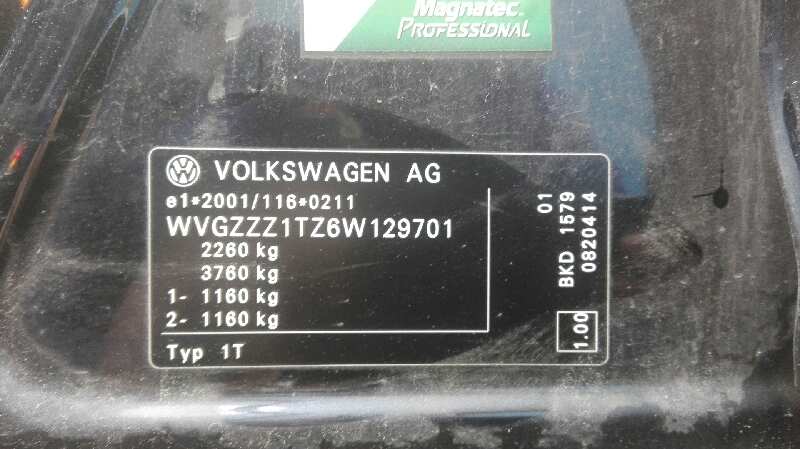 Magnatec
PROFESSIONAL
VOLKSWAGEN AG
e1*2001/116*0211
WVGZZZ1TZ6W129701
2260 kg
3760 kg
1- 1160 kg
2- 1160 kg
Typ 1T
01
BKD 1579
0820414
1.00